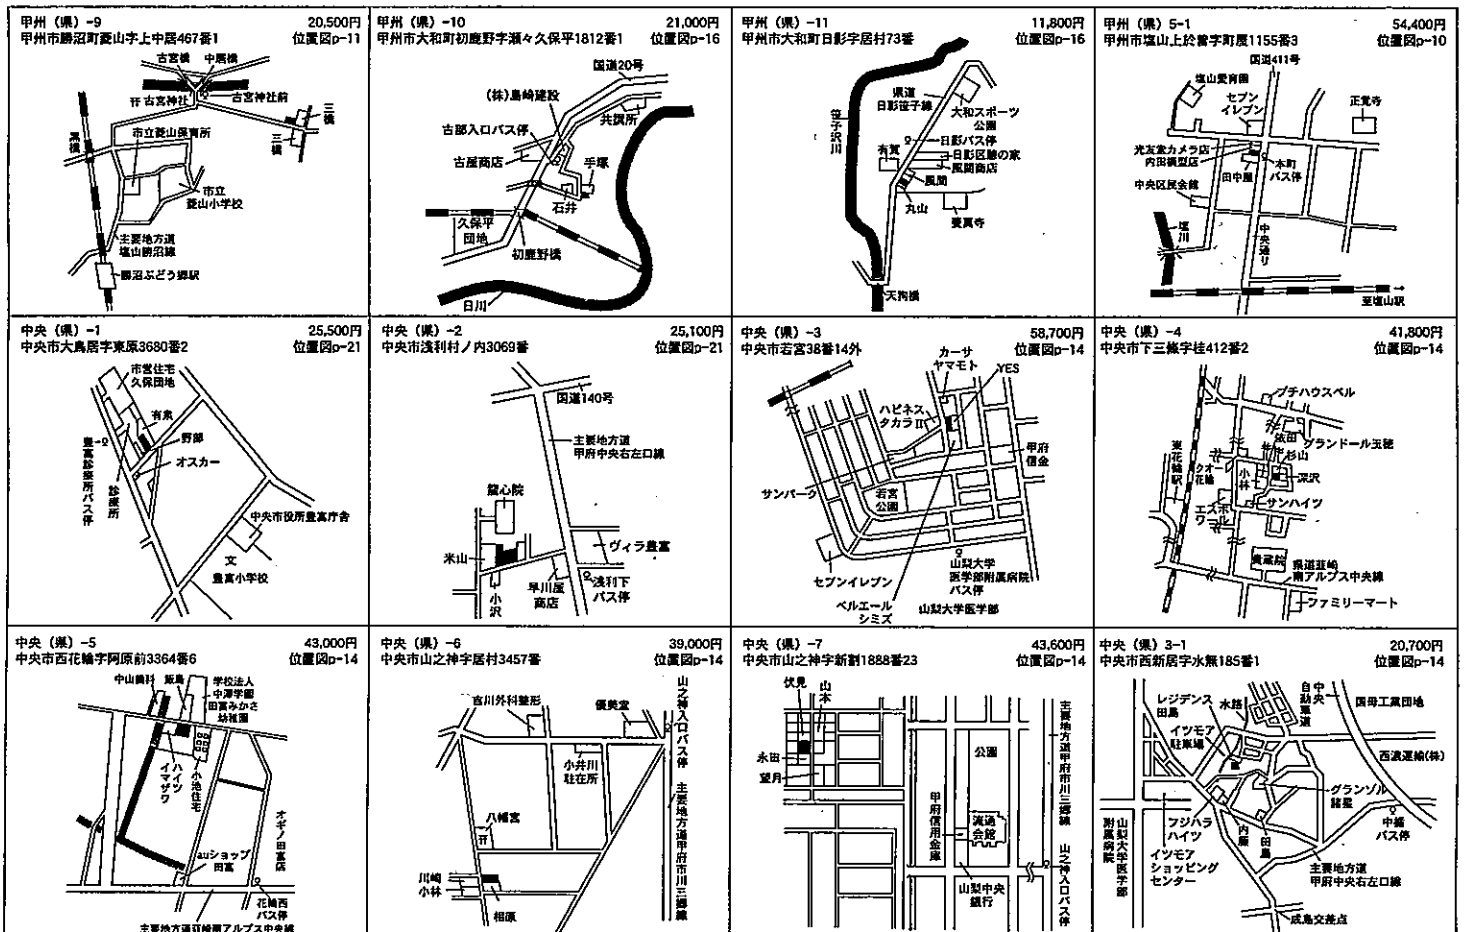 甲州（県）-9 20,500円
甲州市勝沼町菱山字上中居467番1 位置図p-11
古宮橋 中居橋
古宮神社 古宮神社前
三橋
三橋
高橋
市立菱山保育所
市立
菱山小学校
主要地方道
塩山勝沼線
勝沼ぶどう郷駅
甲州（県）-10 21,000円
甲州市大和町初鹿野字瀬々久保平1812番1 位置図p-16
国道20号
(株)島崎建設
共選所
古部入口バス停
古屋商店
手塚
石井
久保平
団地
初鹿野橋
日川
甲州（県）-11 11,800円
甲州市大和町日影字居村73番 位置図p-16
県道
日影笹子線
大和スポーツ
公園
笹子沢川
日影バス停
有賀
日影区憩の家
風間商店
風間
丸山
天狗橋
甲州（県）5-1 54,400円
甲州市塩山上於曽字町屋1155番3 位置図p-10
国道411号
塩山愛育園
セブン
イレブン
正覚寺
光友堂カメラ店
内田模型店
田中屋
本町
バス停
中央区民会館
塩川
中央通り
至塩山駅
中央（県）-1 25,500円
中央市大鳥居字東原3680番2 位置図p-21
市営住宅
久保団地
有泉
野部
オスカー
豊富診療所バス停
診療所
中央市役所豊富庁舎
文
豊富小学校
中央（県）-2 25,100円
中央市浅利村ノ内3069番 位置図p-21
国道140号
主要地方道
甲府中央右左口線
龍心院
米山
ヴィラ豊富
小沢
早川屋
商店
浅利下
バス停
中央（県）-3 58,700円
中央市若宮38番14外 位置図p-14
カーサ
ヤマモト
YES
ハピネス
タカラⅡ
甲府
信金
サンパーク
若宮
公園
セブンイレブン
山梨大学
医学部附属病院
バス停
ベルエール
シミズ
山梨大学医学部
中央（県）-4 41,800円
中央市下三條字桂412番2 位置図p-14
プチハウスベル
依田
グランドール玉穂
杉山
東花輪駅
クオーレ
花輪
小林
深沢
サンハイツ
エスポ
ワール
県道韮崎
南アルプス中央線
ファミリーマート
中央（県）-5 43,000円
中央市西花輪字阿原前3364番6 位置図p-14
中山歯科 飯島
学校法人
中澤学園
田富みかさ
幼稚園
ハイツ
イマザワ
小池住宅
オギノ田富店
auショップ
田富
花輪西
バス停
主要地方道韮崎南アルプス中央線
中央（県）-6 39,000円
中央市山之神字居村3457番 位置図p-14
吉川外科整形
優美堂
山之神入口バス停
小井川
駐在所
主要地方道甲府市川三郷線
八幡宮
川崎
小林
相原
中央（県）-7 43,600円
中央市山之神字新割1888番23 位置図p-14
伏見
山本
永田
望月
公園
主要地方道甲府市川三郷線
甲府信用金庫
流通
会館
山梨中央
銀行
山之神入口バス停
中央（県）3-1 20,700円
中央市西新居字水無185番1 位置図p-14
レジデンス
田島
水路
中央
自動車道
国母工業団地
イツモア
駐車場
西濃運輸(株)
グランソル
諸星
中楯
バス停
フジハラ
ハイツ
内藤
田島
山梨大学医学部
附属病院
イツモア
ショッピング
センター
主要地方道
甲府中央右左口線
成島交差点